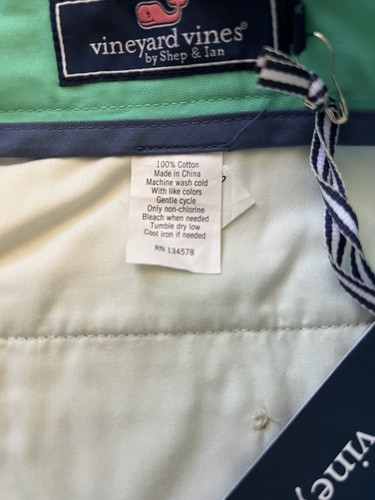 vineyard vines®
by Shep & Ian
100% Cotton
Made in China
Machine wash cold
With like colors
Gentle cycle
Only non-chlorine
Bleach when needed
Tumble dry low
Cool Iron if needed
RN 134578
vine